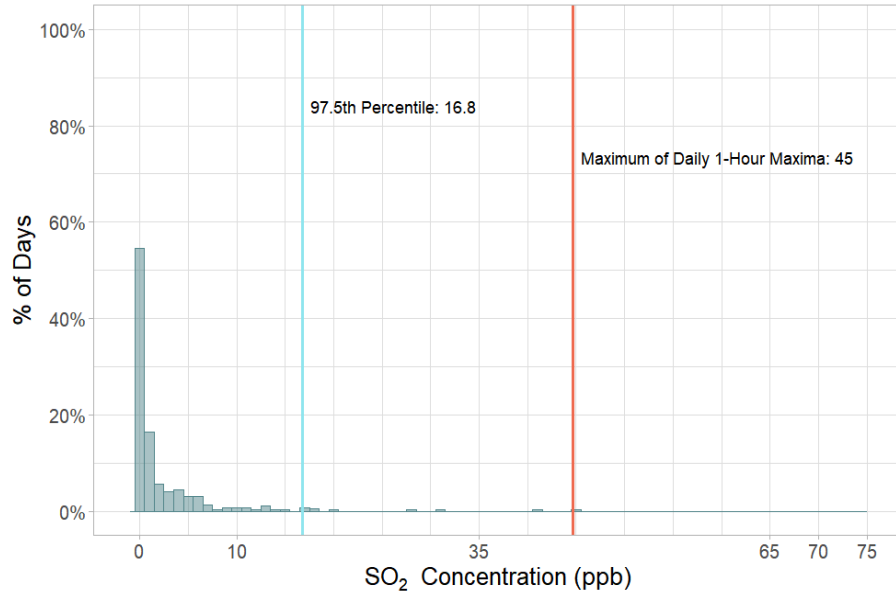 100%
97.5th Percentile: 16.8
80%
Maximum of Daily 1-Hour Maxima: 45
60%
% of Days
40%
20%
0%
0 10 35 65 70 75
SO₂ Concentration (ppb)